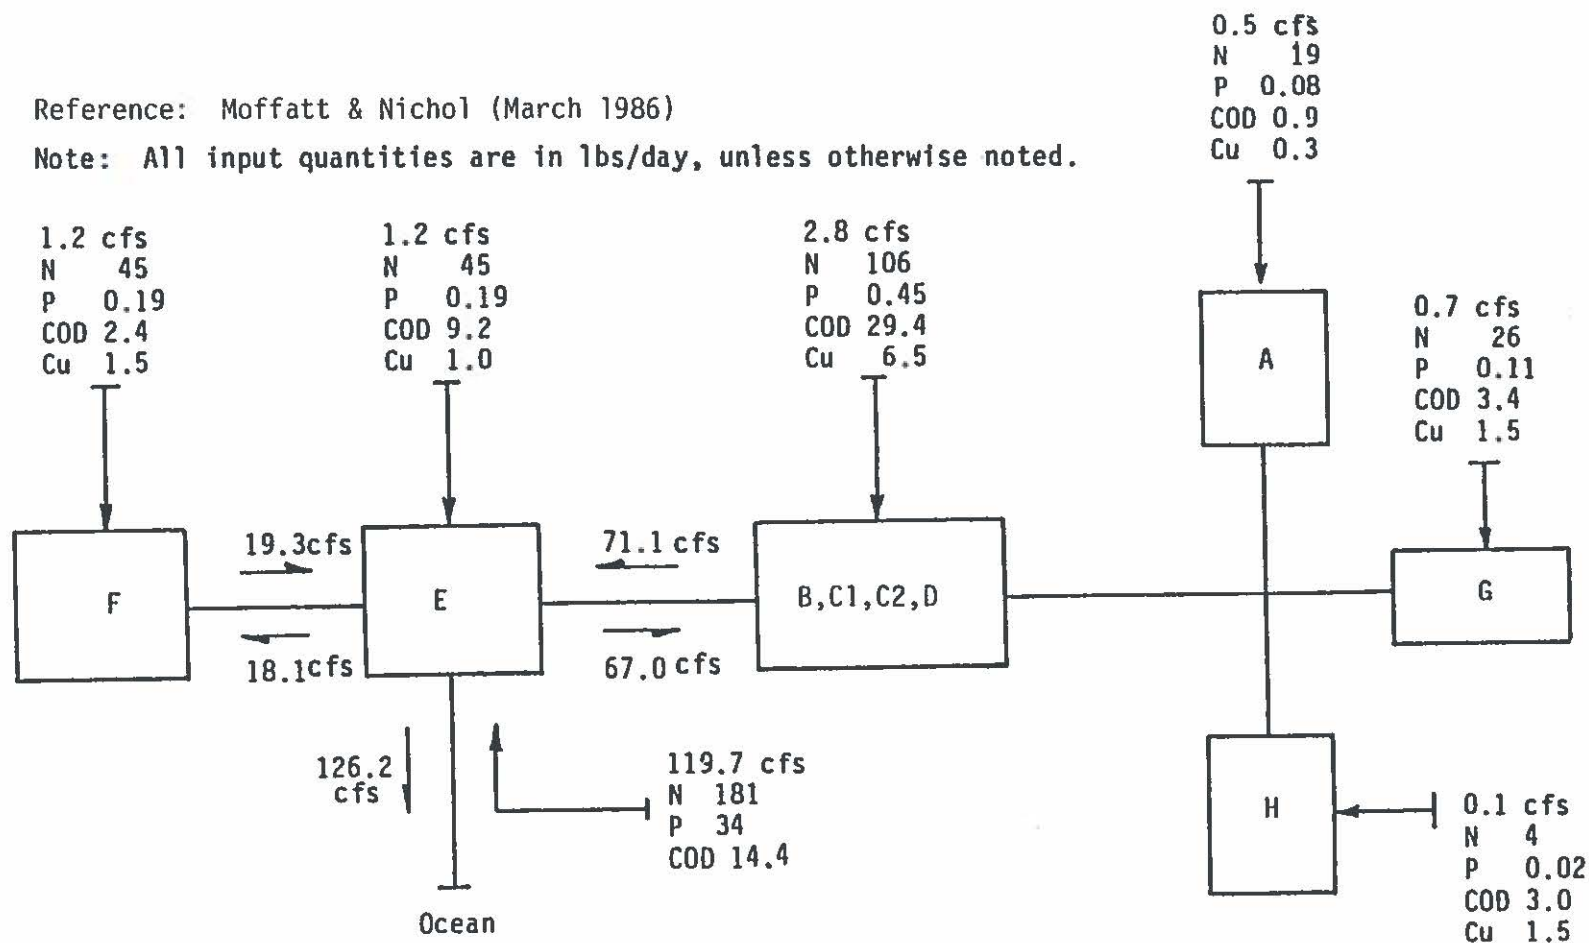 0.5 cfs
N 19
P 0.08
COD 0.9
Cu 0.3
Reference: Moffatt & Nichol (March 1986)
Note: All input quantities are in lbs/day, unless otherwise noted.
1.2 cfs
N 45
P 0.19
COD 2.4
Cu 1.5
1.2 cfs
N 45
P 0.19
COD 9.2
Cu 1.0
2.8 cfs
N 106
P 0.45
COD 29.4
Cu 6.5
A
0.7 cfs
N 26
P 0.11
COD 3.4
Cu 1.5
F
19.3cfs
18.1cfs
E
71.1 cfs
67.0 cfs
B,C1,C2,D
G
126.2
cfs
119.7 cfs
N 181
P 34
COD 14.4
Ocean
H
0.1 cfs
N 4
P 0.02
COD 3.0
Cu 1.5